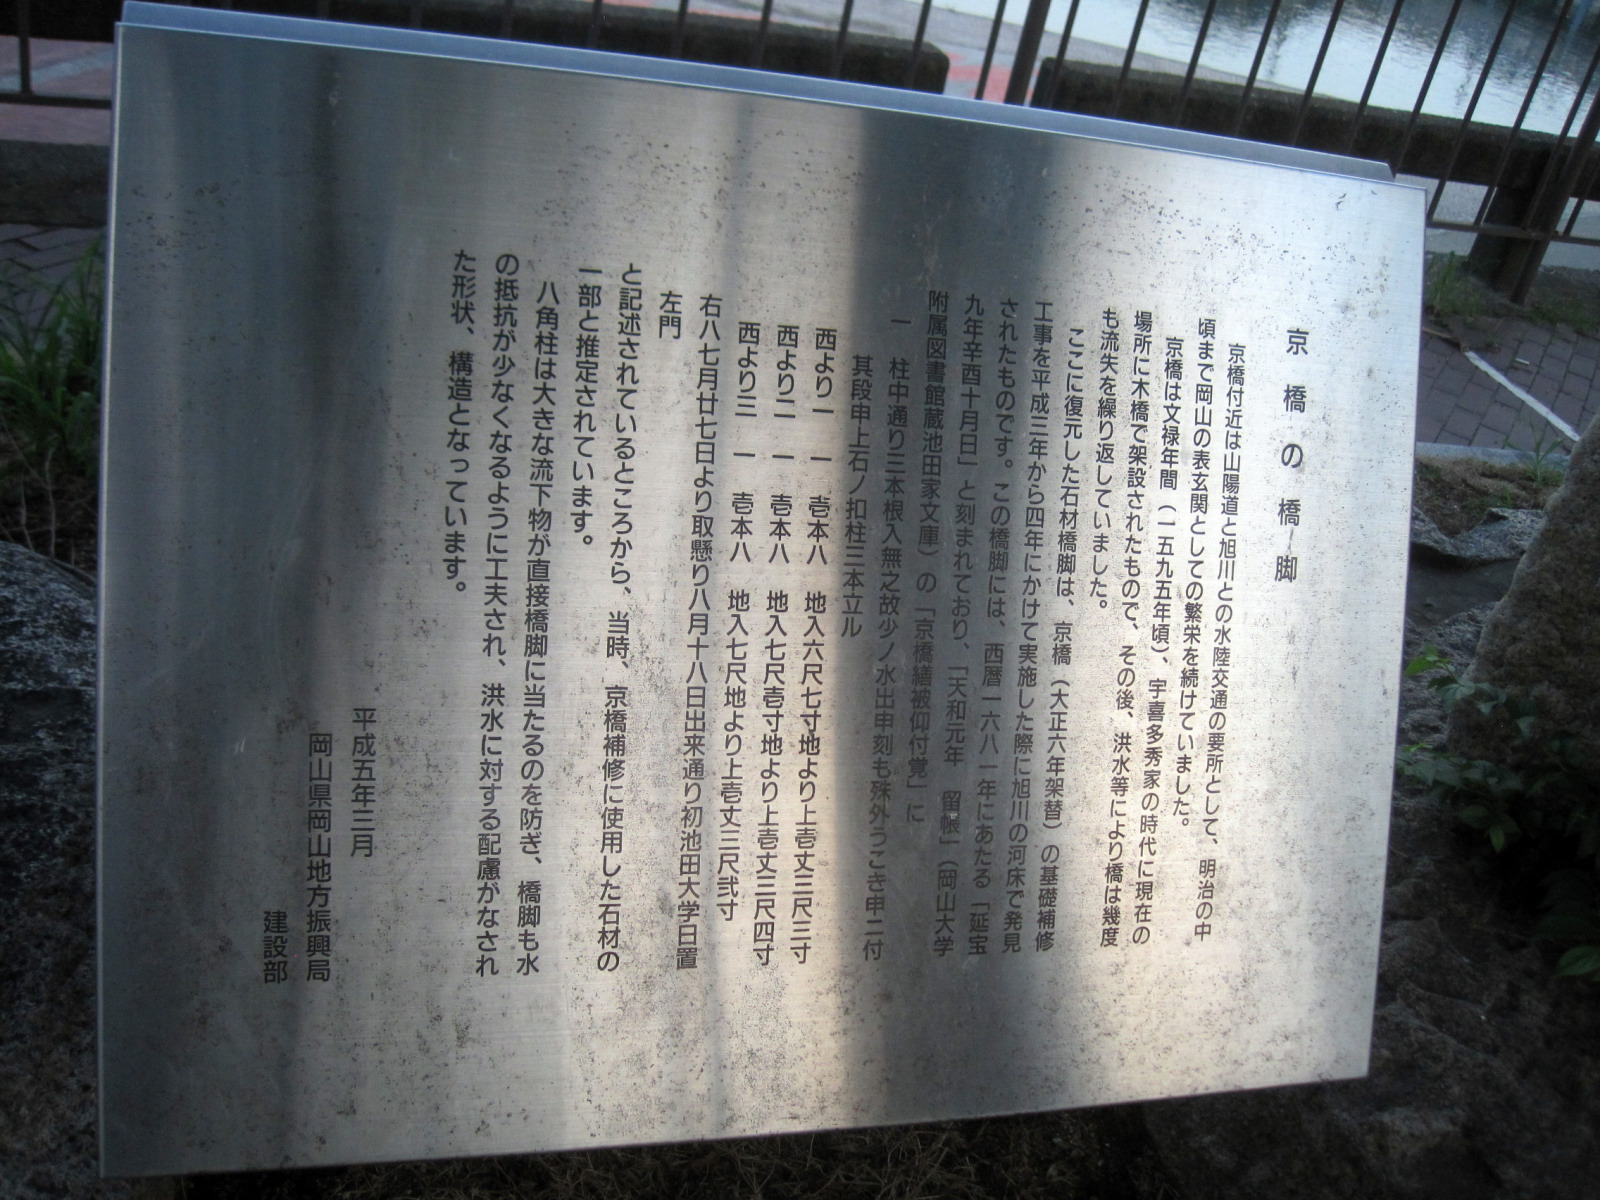 京橋の橋脚
京橋付近は山陽道と旭川との水陸交通の要所として、明治の中
頃まで岡山の表玄関としての繁栄を続けていました。
京橋は文禄年間（一五九五年頃）、宇喜多秀家の時代に現在の
場所に木橋で架設されたもので、その後、洪水等により橋は幾度
も流失を繰り返していました。
ここに復元した石材橋脚は、京橋（大正六年架替）の基礎補修
工事を平成三年から四年にかけて実施した際に旭川の河床で発見
されたものです。この橋脚には、西暦一六八一年にあたる「延宝
九年辛酉十月日」と刻まれており、「天和元年　留帳」（岡山大学
附属図書館蔵池田家文庫）の「京橋繕被仰付覚」に
一　柱中通り三本根入無之故少ノ水出申刻も殊外うこき申ニ付
其段申上石ノ扣柱三本立ル
西より一　一　壱本八　地入六尺七寸地より上壱丈三尺三寸
西より二　一　壱本八　地入七尺壱寸地より上壱丈三尺四寸
西より三　一　壱本八　地入七尺地より上壱丈三尺弐寸
右八七月廿七日より取懸り八月十八日出来通り初池田大学日置
左門
と記述されているところから、当時、京橋補修に使用した石材の
一部と推定されています。
八角柱は大きな流下物が直接橋脚に当たるのを防ぎ、橋脚も水
の抵抗が少なくなるように工夫され、洪水に対する配慮がなされ
た形状、構造となっています。
平成五年三月
岡山県岡山地方振興局
建設部